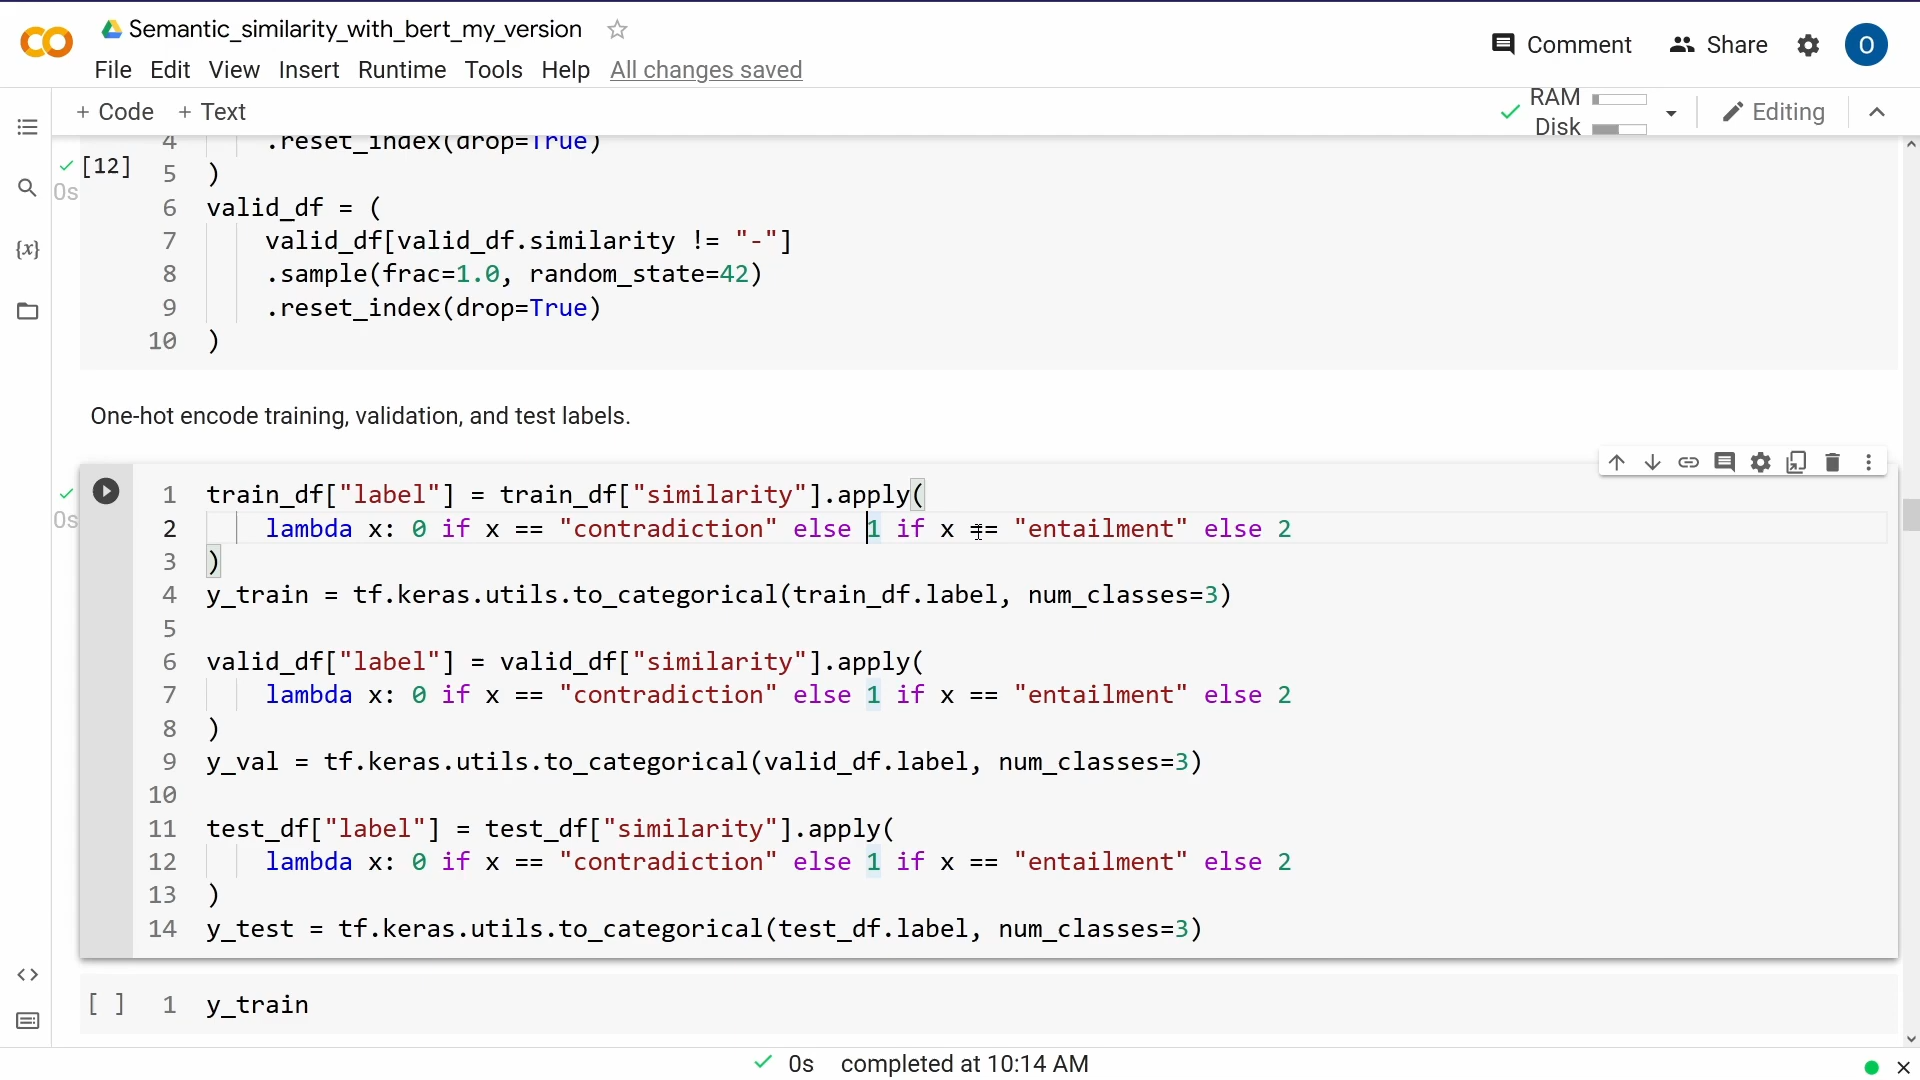 Semantic_similarity_with_bert_my_version
Comment
Share
O
File Edit View Insert Runtime Tools Help All changes saved
+ Code + Text
RAM
Disk
Editing
4 .reset_index(drop=True)
[12]
0s
5 )
6 valid_df = (
7 valid_df[valid_df.similarity != "-"]
8 .sample(frac=1.0, random_state=42)
9 .reset_index(drop=True)
10 )
One-hot encode training, validation, and test labels.
0s
1 train_df["label"] = train_df["similarity"].apply(
2 lambda x: 0 if x == "contradiction" else 1 if x == "entailment" else 2
3 )
4 y_train = tf.keras.utils.to_categorical(train_df.label, num_classes=3)
5
6 valid_df["label"] = valid_df["similarity"].apply(
7 lambda x: 0 if x == "contradiction" else 1 if x == "entailment" else 2
8 )
9 y_val = tf.keras.utils.to_categorical(valid_df.label, num_classes=3)
10
11 test_df["label"] = test_df["similarity"].apply(
12 lambda x: 0 if x == "contradiction" else 1 if x == "entailment" else 2
13 )
14 y_test = tf.keras.utils.to_categorical(test_df.label, num_classes=3)
[ ] 1 y_train
0s completed at 10:14 AM